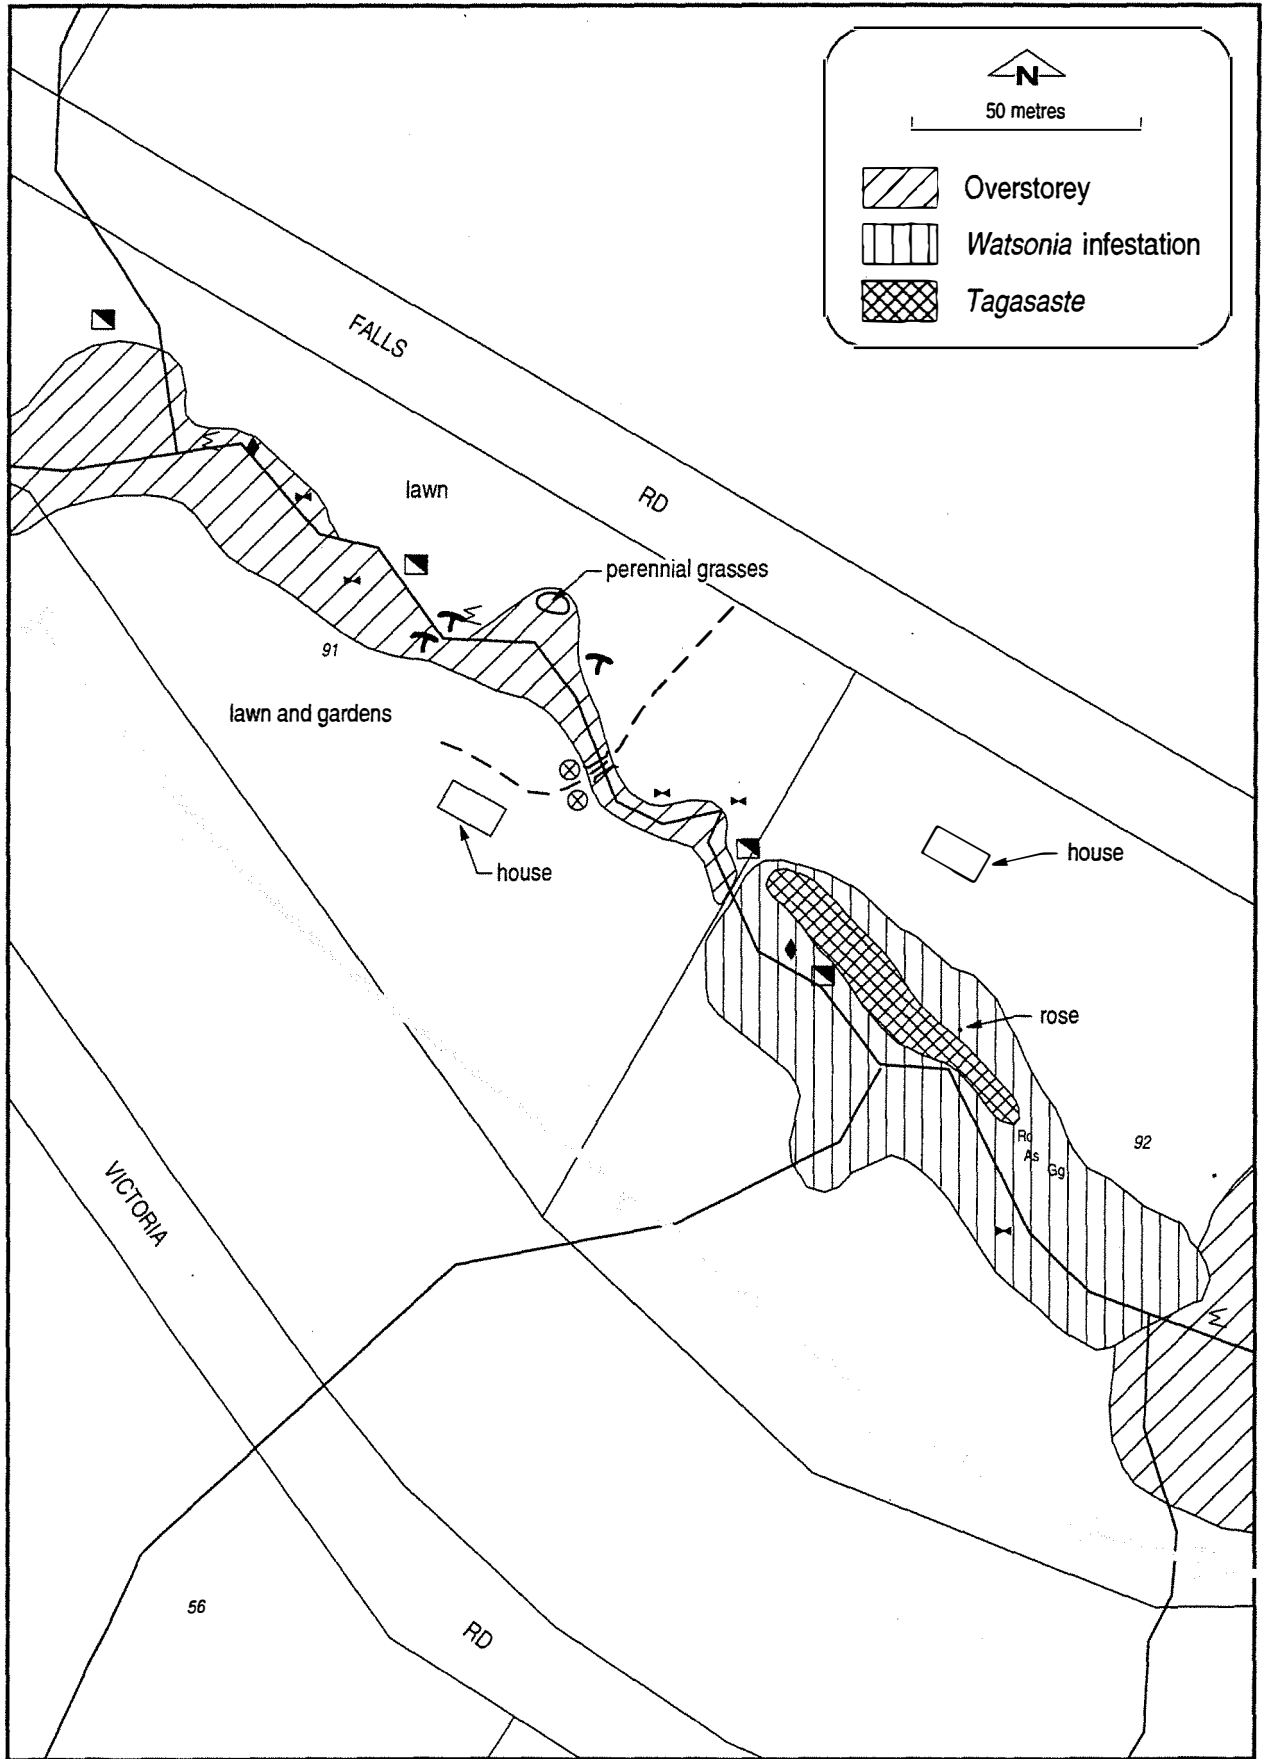 N
50 metres
Overstorey
Watsonia infestation
Tagasaste
FALLS
RD
lawn
perennial grasses
91
lawn and gardens
house
house
rose
Rc
As
Gg
92
VICTORIA
56
RD